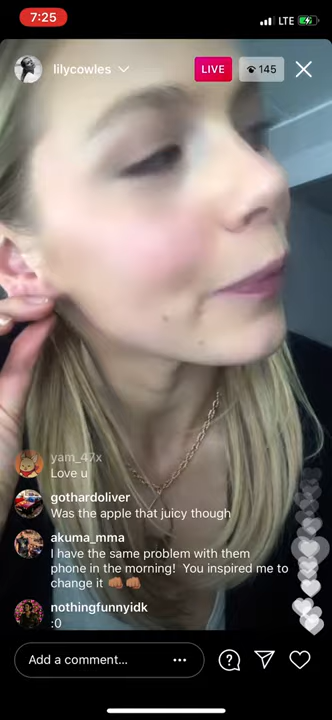 7:25
LTE
lilycowles
LIVE
145
yam_47x
Love u
gothardoliver
Was the apple that juicy though
akuma_mma
I have the same problem with them
phone in the morning! You inspired me to
change it 👊🏽 👊🏽
nothingfunnyidk
:0
Add a comment...